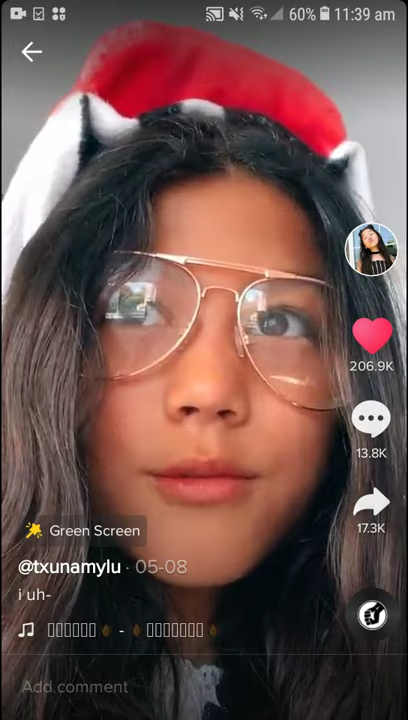 60% 11:39 am
206.9K
13.8K
17.3K
Green Screen
@txunamylu · 05-08
i uh-
-
Add comment